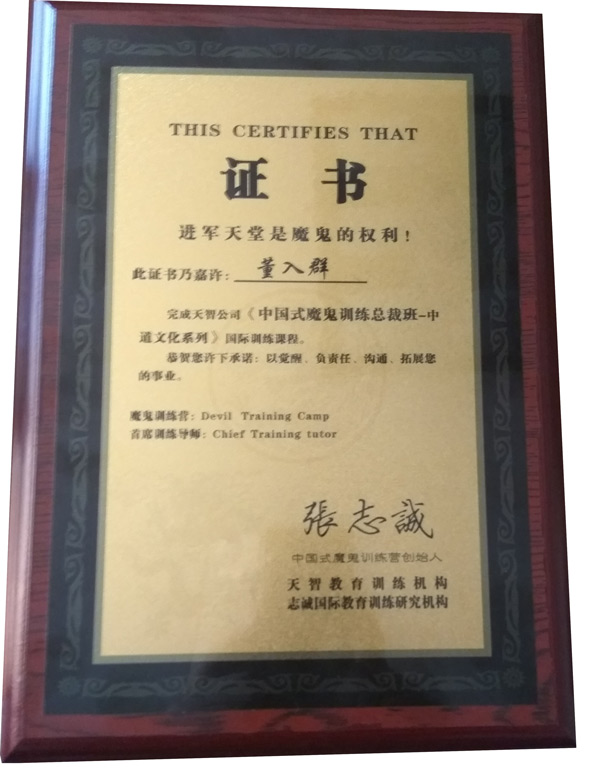 THIS CERTIFIES THAT
证 书
进军天堂是魔鬼的权利！
此证书乃嘉许：董入群
完成天智公司《中国式魔鬼训练总裁班-中
道文化系列》国际训练课程。
恭贺您许下承诺：以觉醒、负责任、沟通、拓展您
的事业。
魔鬼训练营：Devil Training Camp
首席训练导师：Chief Training tutor
張志誠
中国式魔鬼训练营创始人
天智教育训练机构
志诚国际教育训练研究机构